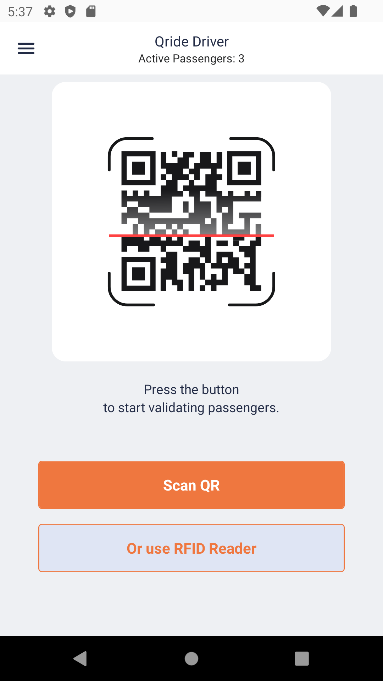 5:37
Qride Driver
Active Passengers: 3
Press the button
to start validating passengers.
Scan QR
Or use RFID Reader